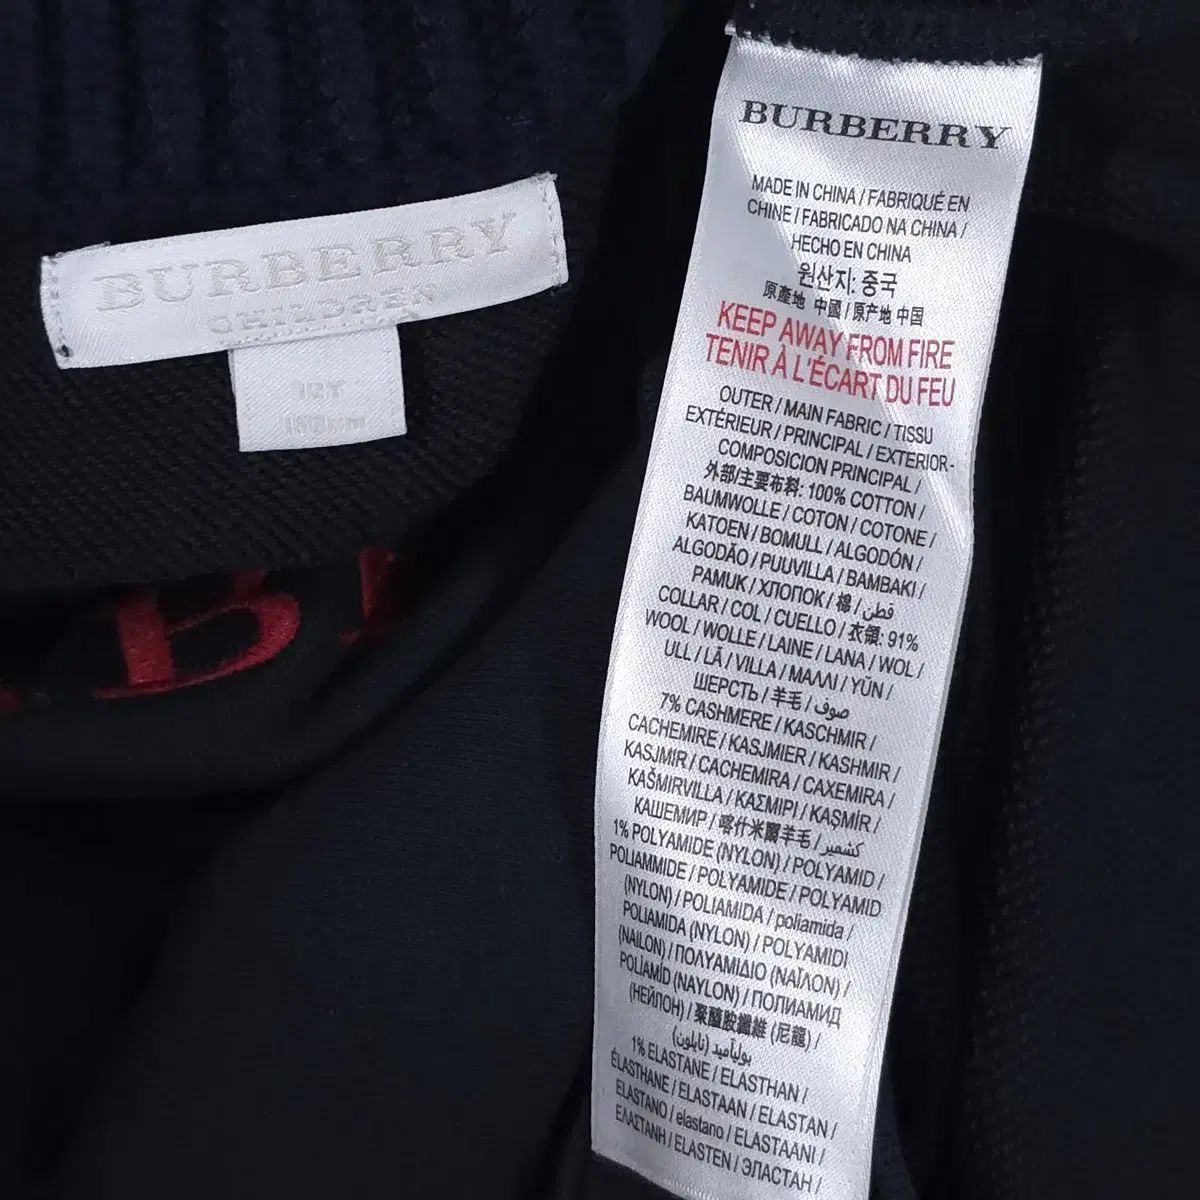 BURBERRY
CHILDREN
12Y
BURBERRY
MADE IN CHINA / FABRIQUÉ EN
CHINE / FABRICADO NA CHINA /
HECHO EN CHINA
원산지: 중국
原產地 中國 / 原产地 中国
KEEP AWAY FROM FIRE
TENIR À L'ÉCART DU FEU
OUTER / MAIN FABRIC / TISSU
EXTÉRIEUR / PRINCIPAL / EXTERIOR-
COMPOSICION PRINCIPAL /
外部/主要布料: 100% COTTON /
BAUMWOLLE / COTON / COTONE /
KATOEN / BOMULL / ALGODÓN /
ALGODÃO / PUUVILLA / BAMBAKI /
PAMUK / ХЛОПОК / 棉 / قطن /
COLLAR / COL / CUELLO / 衣領: 91%
WOOL / WOLLE / LAINE / LANA / WOL /
ULL / LÃ / VILLA / ΜΑΛΛΙ / YÜN /
ШЕРСТЬ / 羊毛 / صوف
7% CASHMERE / KASCHMIR /
CACHEMIRE / KASJMIER / KASHMIR /
KASJMIR / CACHEMIRA / CAXEMIRA /
KAŠMIRVILLA / ΚΑΣΜΙΡΙ / KAŞMİR /
КАШЕМИР / 喀什米爾羊毛 / كشمير
1% POLYAMIDE (NYLON) / POLYAMID /
POLIAMMIDE / POLYAMIDE / POLYAMID
(NYLON) / POLIAMIDA / poliamida /
POLIAMIDA (NYLON) / POLYAMIDI
(NAILON) / ΠΟΛΥΑΜΙΔΙΟ (ΝΑΪΛΟΝ) /
POLİAMİD (NAYLON) / ПОЛИАМИД
(НЕЙЛОН) / 聚醯胺纖維 (尼龍) /
بوليأميد (نايلون)
1% ELASTANE / ELASTHAN /
ÉLASTHANE / ELASTAAN / ELASTAN /
ELASTANO / elastano / ELASTAANI /
ΕΛΑΣΤΑΝΗ / ELASTEN / ЭЛАСТАН /